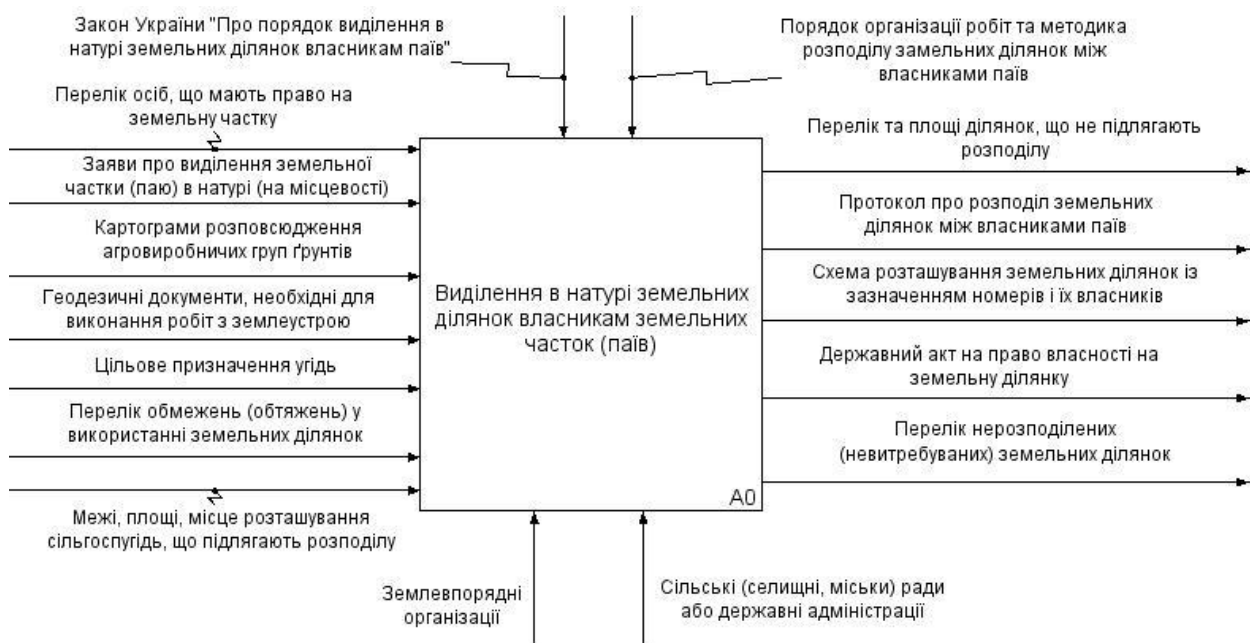 Закон України "Про порядок виділення в
натурі земельних ділянок власникам паїв"
Порядок організації робіт та методика
розподілу замельних ділянок між
власниками паїв
Перелік осіб, що мають право на
земельну частку
Заяви про виділення земельної
частки (паю) в натурі (на місцевості)
Картограми розповсюдження
агровиробничих груп ґрунтів
Геодезичні документи, необхідні для
виконання робіт з землеустрою
Цільове призначення угідь
Перелік обмежень (обтяжень) у
використанні земельних ділянок
Межі, площі, місце розташування
сільгоспугідь, що підлягають розподілу
Виділення в натурі земельних
ділянок власникам земельних
часток (паїв)
A0
Перелік та площі ділянок, що не підлягають
розподілу
Протокол про розподіл земельних
ділянок між власниками паїв
Схема розташування земельних ділянок із
зазначенням номерів і їх власників
Державний акт на право власності на
земельну ділянку
Перелік нерозподілених
(невитребуваних) земельних ділянок
Землевпорядні
організації
Сільські (селищні, міськи) ради
або державні адміністрації